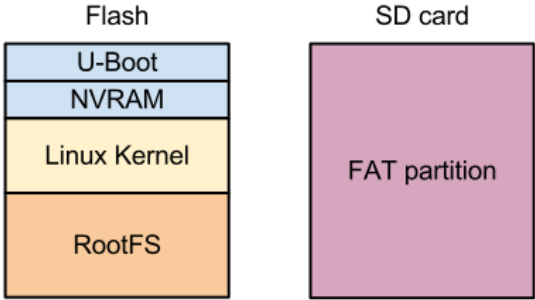 Flash
U-Boot
NVRAM
Linux Kernel
RootFS
SD card
FAT partition